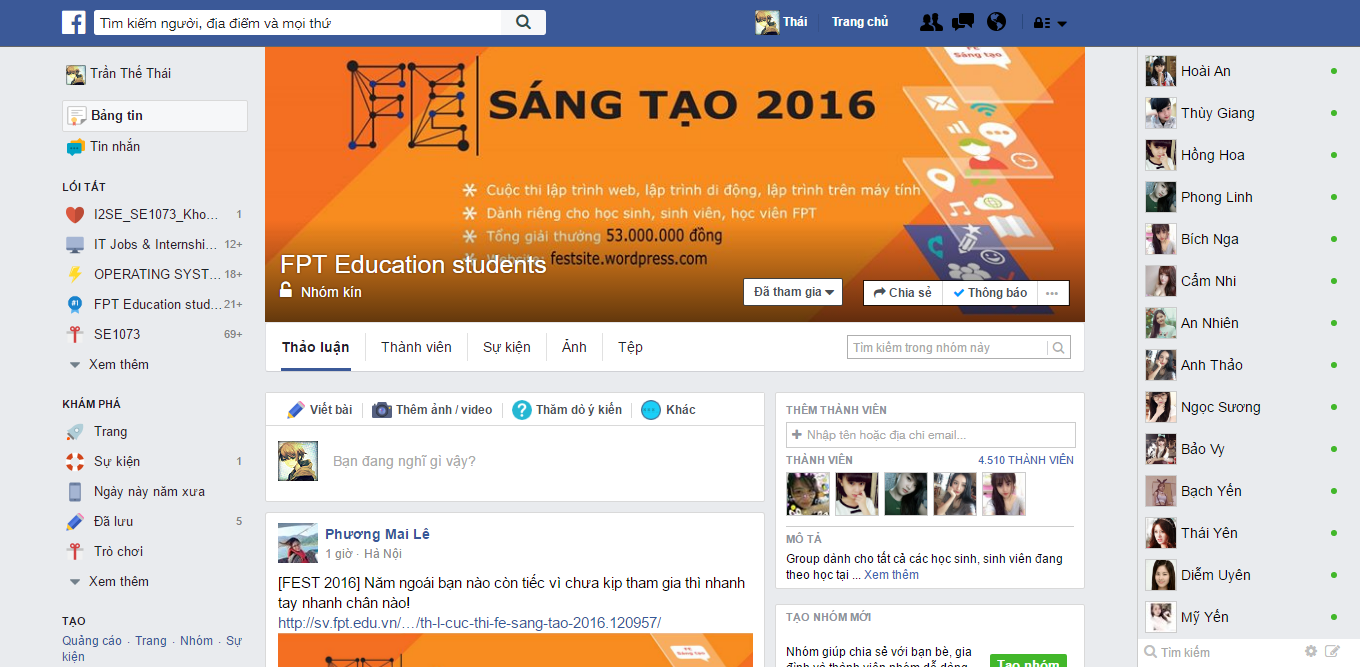 Tìm kiếm người, địa điểm và mọi thứ
Thái
Trang chủ
Trần Thế Thái
Bảng tin
Tin nhắn
LỐI TẮT
I2SE_SE1073_Kho... 1
IT Jobs & Internshi... 12+
OPERATING SYST... 18+
FPT Education stud... 21+
SE1073 69+
Xem thêm
KHÁM PHÁ
Trang
Sự kiện 1
Ngày này năm xưa
Đã lưu 5
Trò chơi
Xem thêm
TẠO
Quảng cáo · Trang · Nhóm · Sự
kiện
FE
SÁNG TẠO 2016
Sáng tạo
Cuộc thi lập trình web, lập trình di động, lập trình trên máy tính
Dành riêng cho học sinh, sinh viên, học viên FPT
Tổng giải thưởng 53.000.000 đồng
Website: festsite.wordpress.com
FPT Education students
Nhóm kín
Đã tham gia
Chia sẻ
Thông báo
...
Thảo luận
Thành viên
Sự kiện
Ảnh
Tệp
Tìm kiếm trong nhóm này
Viết bài
Thêm ảnh / video
Thăm dò ý kiến
Khác
Bạn đang nghĩ gì vậy?
Phương Mai Lê
1 giờ · Hà Nội
[FEST 2016] Năm ngoái bạn nào còn tiếc vì chưa kịp tham gia thì nhanh
tay nhanh chân nào!
http://sv.fpt.edu.vn/…/th-l-cuc-thi-fe-sang-tao-2016.120957/
Sáng tạo
THÊM THÀNH VIÊN
Nhập tên hoặc địa chỉ email...
THÀNH VIÊN
4.510 THÀNH VIÊN
MÔ TẢ
Group dành cho tất cả các học sinh, sinh viên đang
theo học tại ... Xem thêm
TẠO NHÓM MỚI
Nhóm giúp chia sẻ với bạn bè, gia
đình và thành viên nhóm dễ dàng
Tạo nhóm
Hoài An
Thùy Giang
Hồng Hoa
Phong Linh
Bích Nga
Cẩm Nhi
An Nhiên
Anh Thảo
Ngọc Sương
Bảo Vy
Bạch Yến
Thái Yên
Diễm Uyên
Mỹ Yến
Tìm kiếm